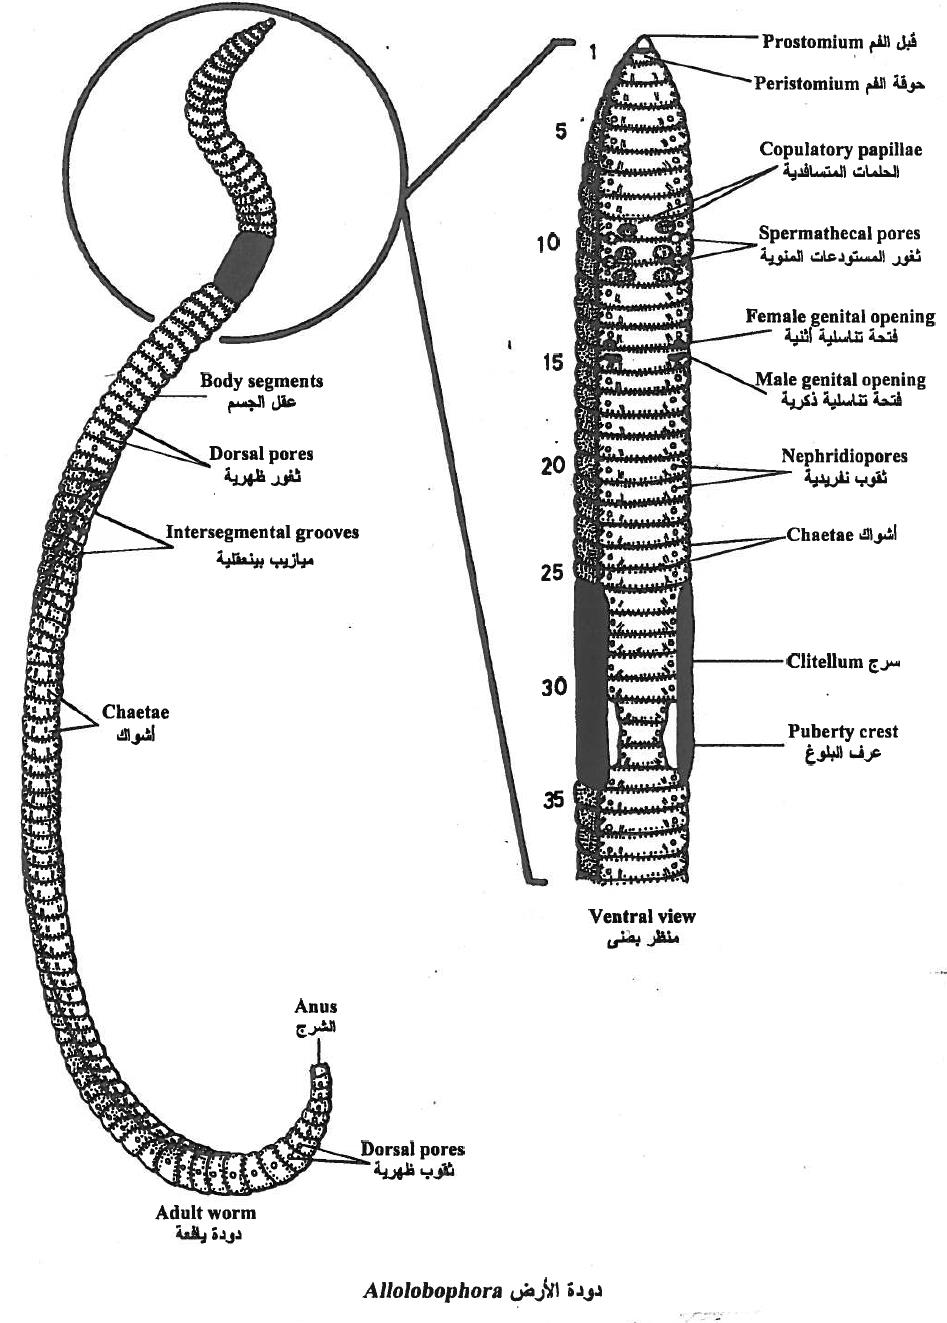 1
5
10
15
20
25
30
35
Prostomium قبل الفم
Peristomium حوقة الفم
Copulatory papillae
الحلمات المتسافدية
Spermathecal pores
ثغور المستودعات المنوية
Female genital opening
فتحة تناسلية أنثية
Male genital opening
فتحة تناسلية ذكرية
Nephridiopores
ثقوب نفريدية
Chaetae أشواك
Clitellum سرج
Puberty crest
عرف البلوغ
Ventral view
منظر بطنى
Body segments
عقل الجسم
Dorsal pores
ثغور ظهرية
Intersegmental grooves
ميازيب بينعقلية
Chaetae
أشواك
Anus
الشرج
Dorsal pores
ثقوب ظهرية
Adult worm
دودة يافعة
Allolobophora دودة الأرض